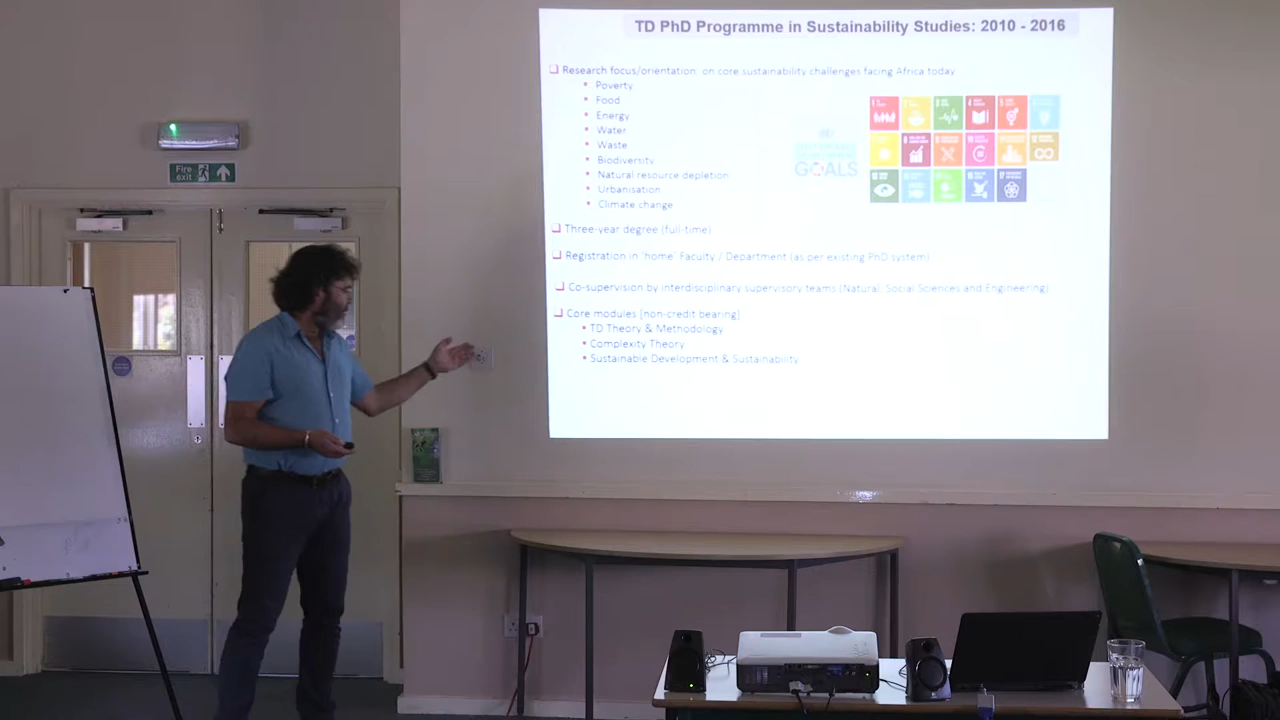 TD PhD Programme in Sustainability Studies: 2010 - 2016
Research focus/orientation: on core sustainability challenges facing Africa today
Poverty
Food
Energy
Water
Waste
Biodiversity
Natural resource depletion
Urbanisation
Climate change
GOALS
Three-year degree (full-time)
Registration in 'home' Faculty / Department (as per existing PhD system)
Co-supervision by interdisciplinary supervisory teams (Natural, Social Sciences and Engineering)
Core modules [non-credit bearing]
TD Theory & Methodology
Complexity Theory
Sustainable Development & Sustainability
Fire
exit